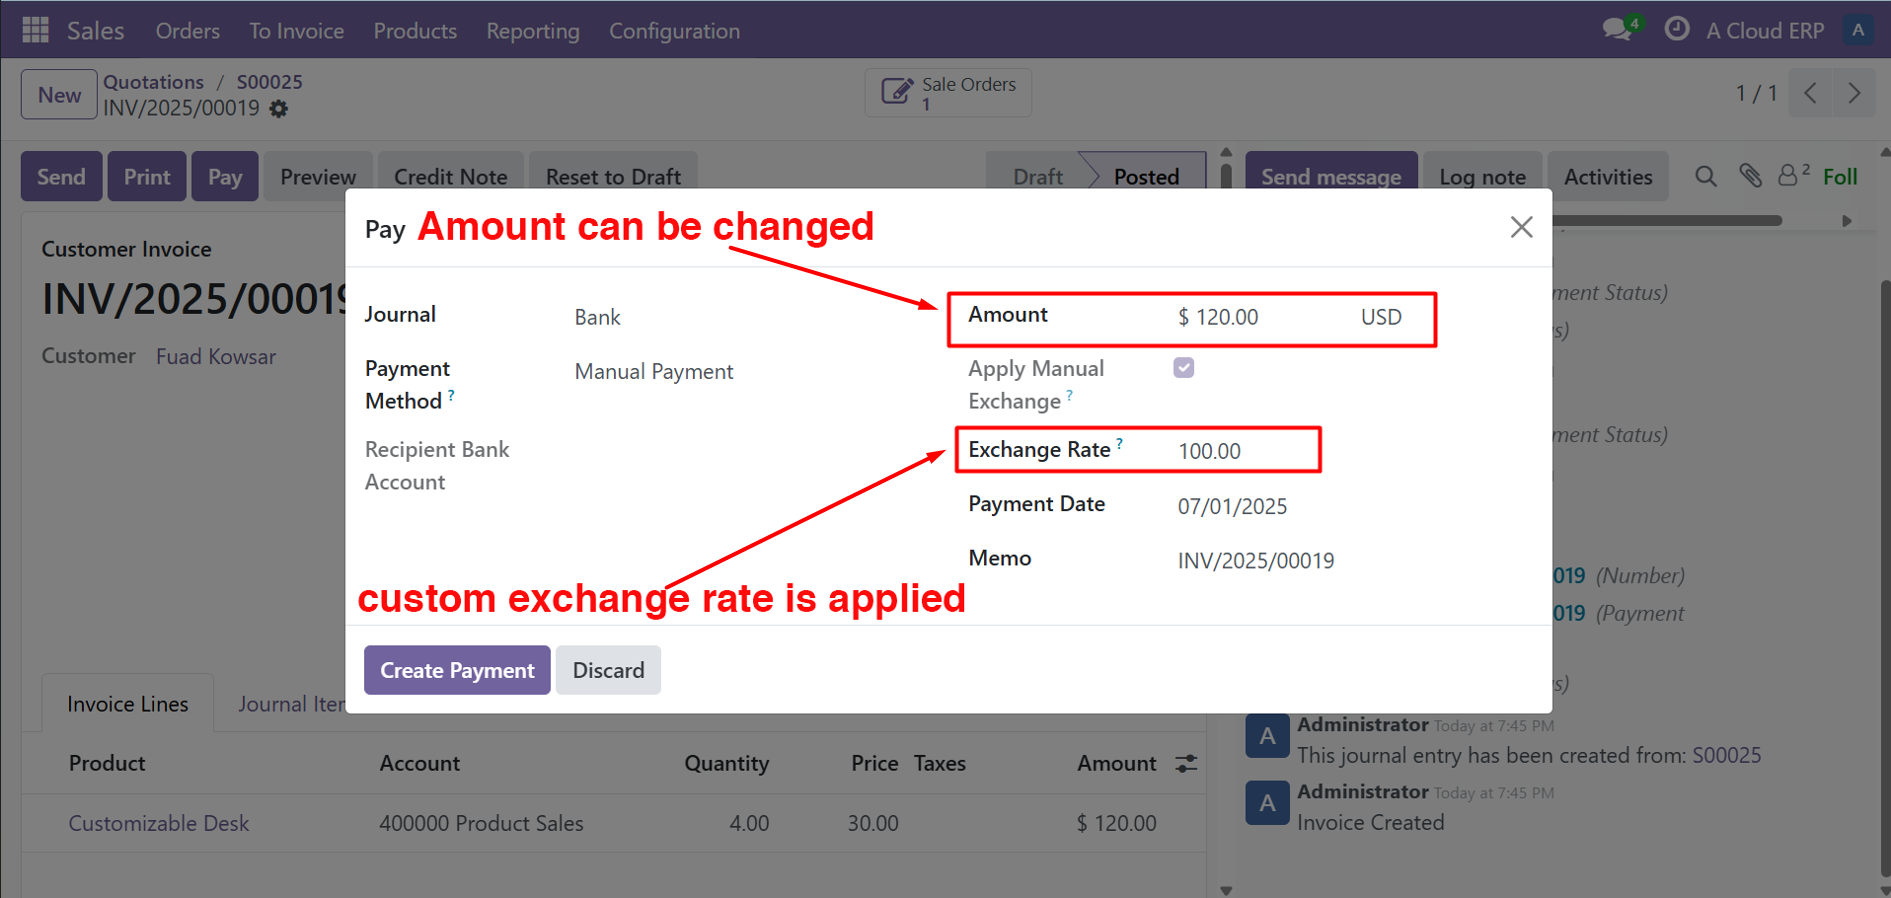 Sales Orders To Invoice Products Reporting Configuration 4 A Cloud ERP A
New Quotations / S00025
INV/2025/00019
Sale Orders
1
1 / 1
Send Print Pay Preview Credit Note Reset to Draft Draft Posted
Send message Log note Activities 2 Foll
Customer Invoice
INV/2025/00019
Customer Fuad Kowsar
Pay Amount can be changed
Journal Bank
Payment
Method ? Manual Payment
Recipient Bank
Account
Amount $ 120.00 USD
Apply Manual
Exchange ?
Exchange Rate ? 100.00
Payment Date 07/01/2025
Memo INV/2025/00019
custom exchange rate is applied
Create Payment Discard
ment Status)
s)
ment Status)
019 (Number)
019 (Payment
s)
Invoice Lines Journal Iter
Product Account Quantity Price Taxes Amount
Customizable Desk 400000 Product Sales 4.00 30.00 $ 120.00
A Administrator Today at 7:45 PM
This journal entry has been created from: S00025
A Administrator Today at 7:45 PM
Invoice Created